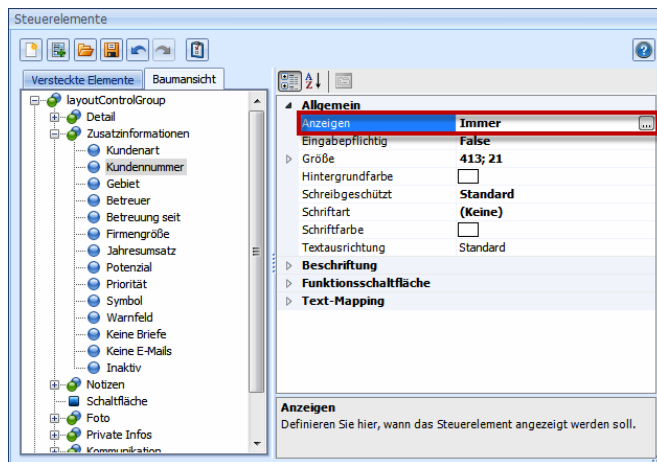 Steuerelemente
Versteckte Elemente Baumansicht
layoutControlGroup
Detail
Zusatzinformationen
Kundenart
Kundennummer
Gebiet
Betreuer
Betreuung seit
Firmengröße
Jahresumsatz
Potenzial
Priorität
Symbol
Warnfeld
Keine Briefe
Keine E-Mails
Inaktiv
Notizen
Schaltfläche
Foto
Private Infos
Kommunikation
Allgemein
Anzeigen Immer ...
Eingabepflichtig False
Größe 413; 21
Hintergrundfarbe
Schreibgeschützt Standard
Schriftart (Keine)
Schriftfarbe
Textausrichtung Standard
Beschriftung
Funktionsschaltfläche
Text-Mapping
Anzeigen
Definieren Sie hier, wann das Steuerelement angezeigt werden soll.